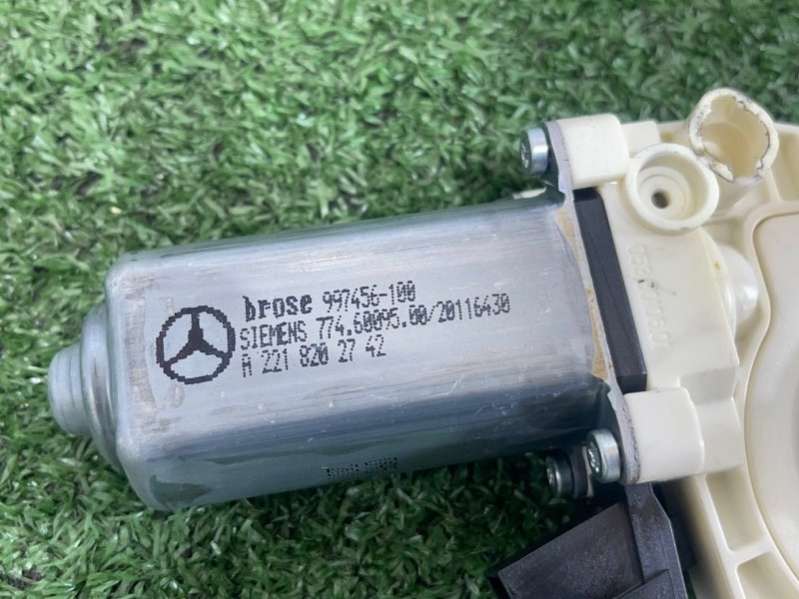 brose 997456-100
SIEMENS 774.60095.00/20116430
A 221 820 27 42